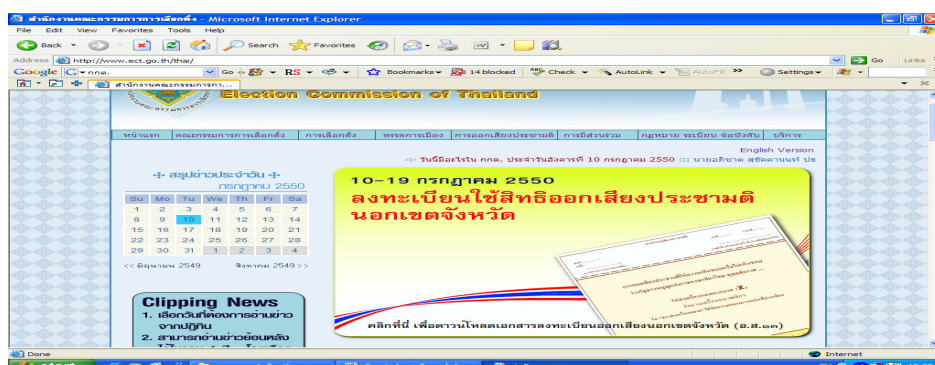 สำนักงานคณะกรรมการการเลือกตั้ง - Microsoft Internet Explorer
File Edit View Favorites Tools Help
Back Search Favorites
Address http://www.ect.go.th/thai/ Go Links
Google กกต. Go RS Bookmarks 14 blocked Check AutoLink AutoFill Settings
สำนักงานคณะกรรมกา...
Election Commission of Thailand
หน้าแรก คณะกรรมการการเลือกตั้ง การเลือกตั้ง พรรคการเมือง การออกเสียงประชามติ การมีส่วนร่วม กฎหมาย ระเบียบ ข้อบังคับ บริการ
English Version
วันนี้มีอะไรใน กกต. ประจำวันอังคารที่ 10 กรกฎาคม 2550 ::: นายอภิชาต สุขัคคานนท์ ปร
สรุปข่าวประจำวัน
กรกฎาคม 2550
Su Mo Tu We Th Fr Sa
1 2 3 4 5 6 7
8 9 10 11 12 13 14
15 16 17 18 19 20 21
22 23 24 25 26 27 28
29 30 31 1 2 3 4
<< มิถุนายน 2549 สิงหาคม 2549 >>
Clipping News
1. เลือกวันที่ต้องการอ่านข่าว
จากปฏิทิน
2. สามารถอ่านข่าวย้อนหลัง
10-19 กรกฎาคม 2550
ลงทะเบียนใช้สิทธิออกเสียงประชามติ
นอกเขตจังหวัด
คลิกที่นี่ เพื่อดาวน์โหลดเอกสารลงทะเบียนออกเสียงนอกเขตจังหวัด (อ.ส.๑๓)
Done Internet